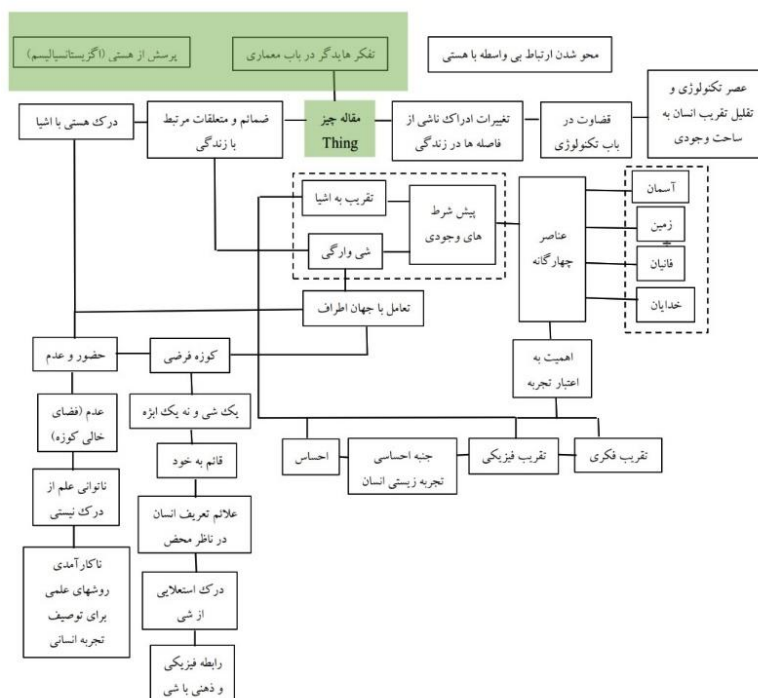 محو شدن ارتباط بی واسطه با هستی
تفکر هایدگر در باب معماری
پرسش از هستی (اگزیستانسیالیسم)
عصر تکنولوژی و
تقلیل تقریب انسان به
ساحت وجودی
قضاوت در
باب تکنولوژی
تغییرات ادراک ناشی از
فاصله ها در زندگی
مقاله چیز
Thing
ضمائم و متعلقات مرتبط
با زندگی
درک هستی با اشیا
آسمان
زمین
فانیان
خدایان
عناصر
چهارگانه
پیش شرط
های وجودی
تقریب به اشیا
شی وارگی
تعامل با جهان اطراف
اهمیت به
اعتبار تجربه
کوزه فرضی
حضور و عدم
تقریب فکری
تقریب فیزیکی
جنبه احساسی
تجربه زیستی انسان
احساس
یک شی و نه یک ابژه
قائم به خود
علائم تعریف انسان
در ناظر محض
درک استعلایی
از شی
رابطه فیزیکی
و ذهنی با شی
عدم (فضای
خالی کوزه)
ناتوانی علم از
درک نیستی
ناکارآمدی
روشهای علمی
برای توصیف
تجربه انسانی